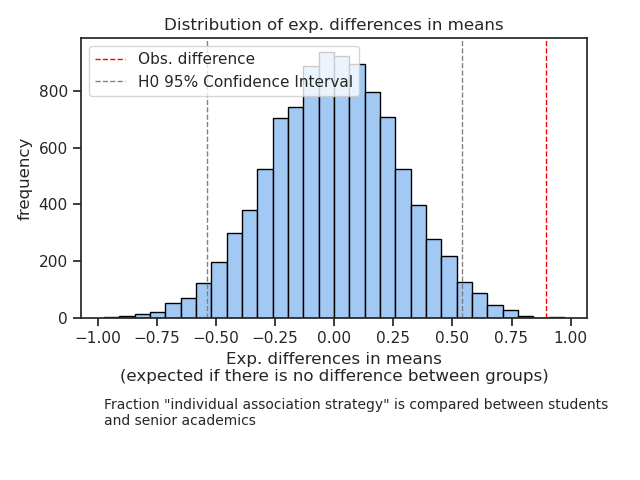 Distribution of exp. differences in means
Obs. difference
H0 95% Confidence Interval
frequency
800
600
400
200
0
−1.00 −0.75 −0.50 −0.25 0.00 0.25 0.50 0.75 1.00
Exp. differences in means
(expected if there is no difference between groups)
Fraction "individual association strategy" is compared between students
and senior academics